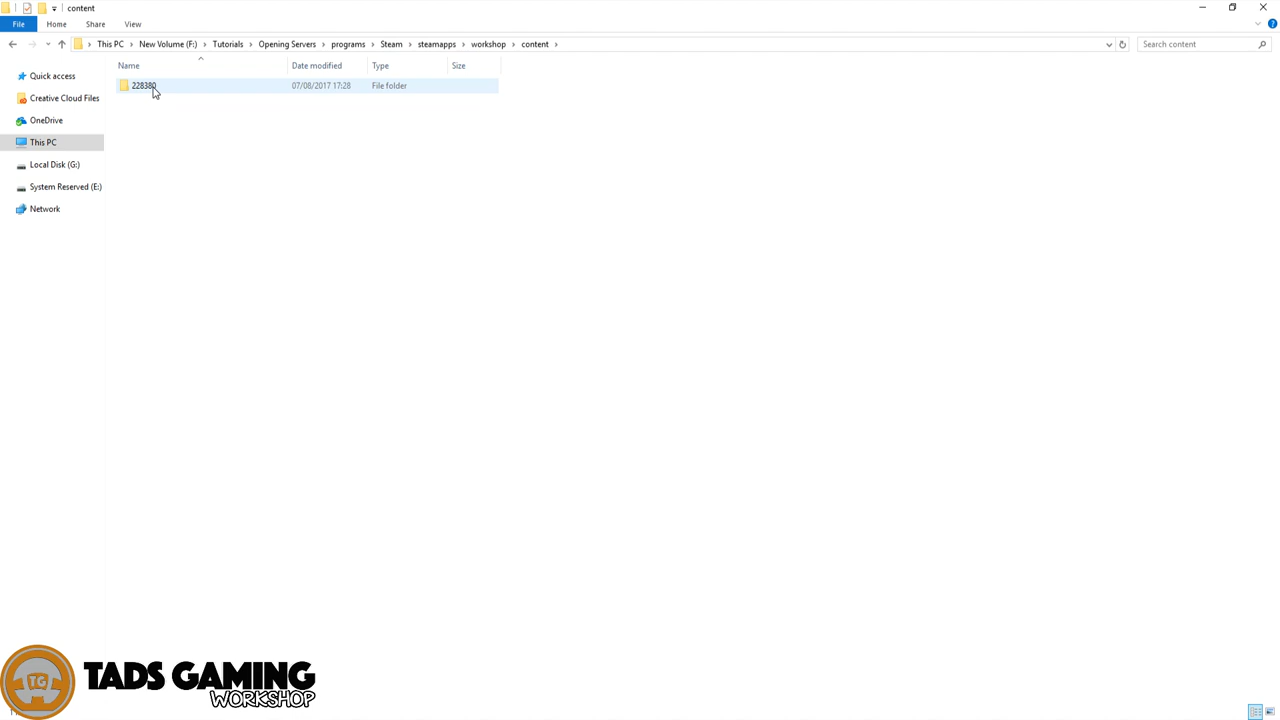 content
File
Home
Share
View
This PC
New Volume (F:)
Tutorials
Opening Servers
programs
Steam
steamapps
workshop
content
Search content
Name
Date modified
Type
Size
Quick access
228380
07/08/2017 17:28
File folder
Creative Cloud Files
OneDrive
This PC
Local Disk (G:)
System Reserved (E:)
Network
TG
TADS GAMING
WORKSHOP